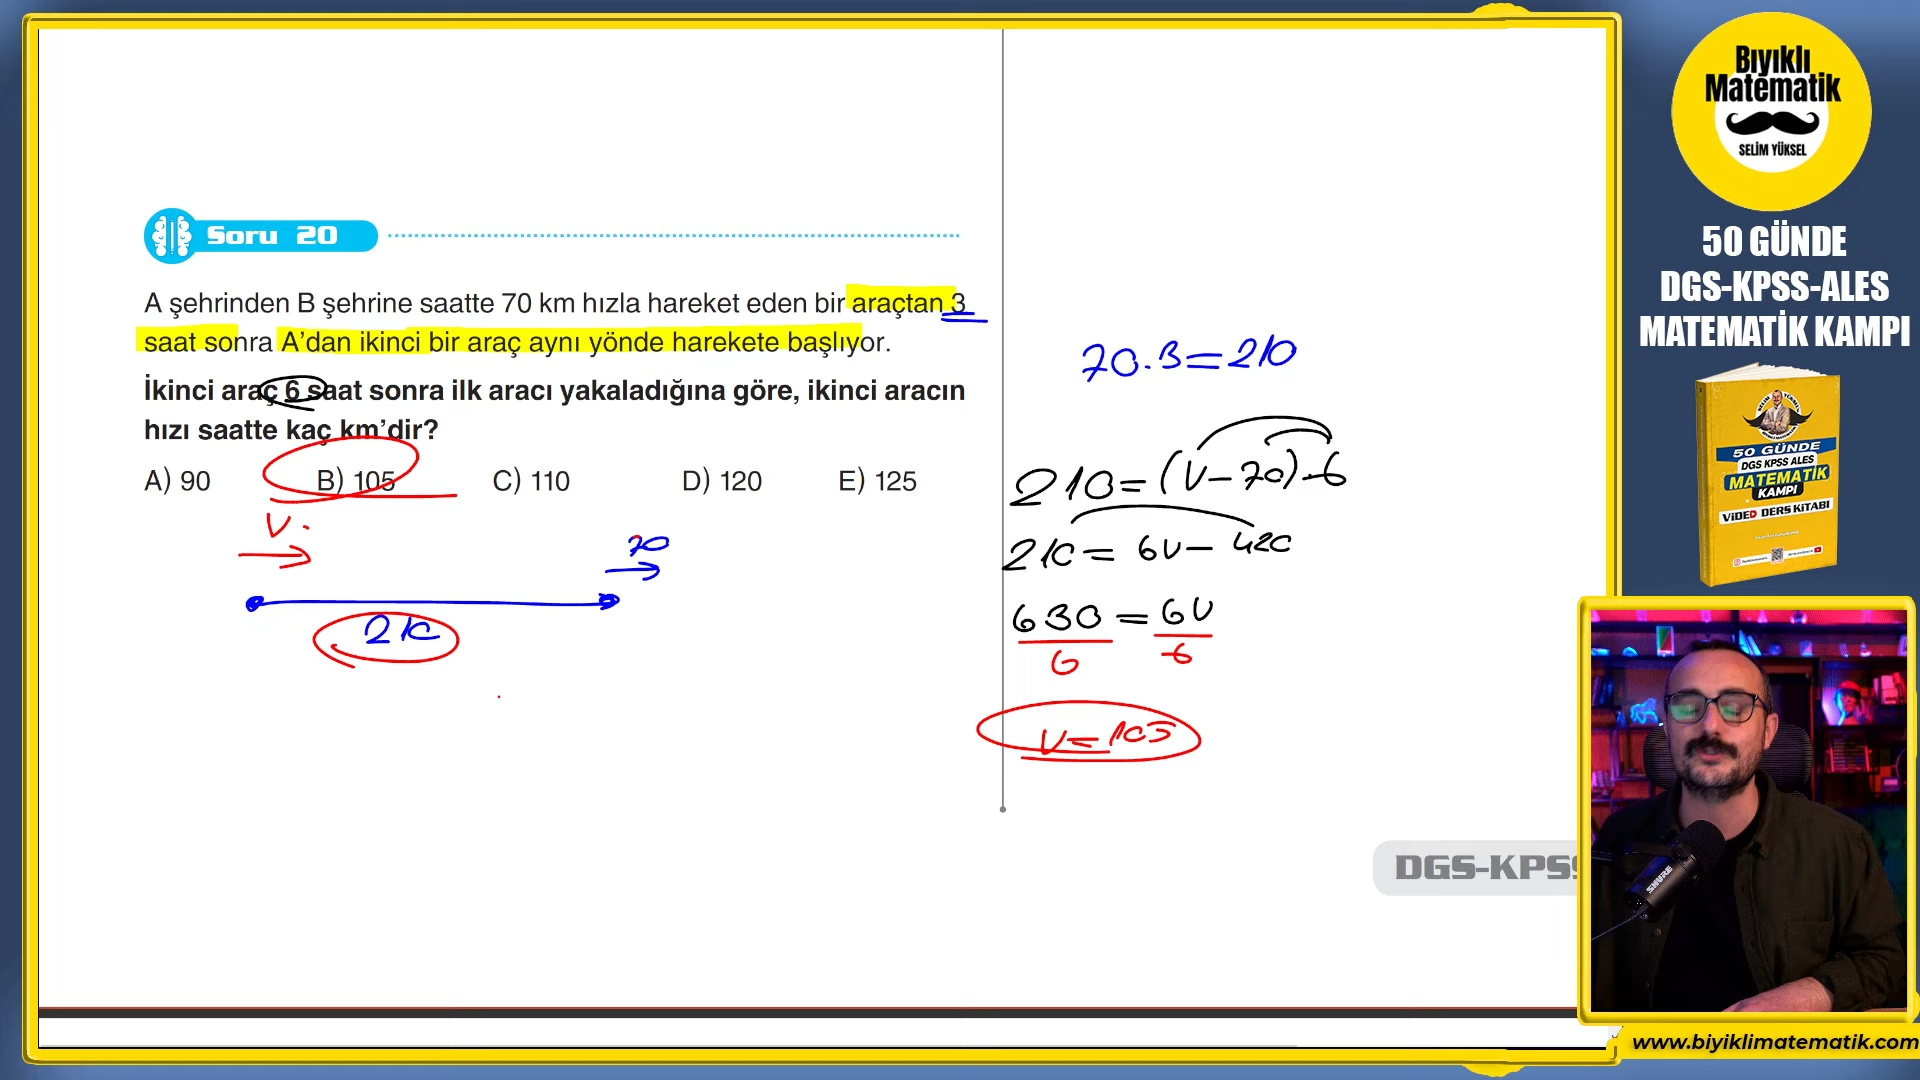 Soru 20
A şehrinden B şehrine saatte 70 km hızla hareket eden bir araçtan 3
saat sonra A'dan ikinci bir araç aynı yönde harekete başlıyor.
İkinci araç 6 saat sonra ilk aracı yakaladığına göre, ikinci aracın
hızı saatte kaç km'dir?
A) 90 B) 105 C) 110 D) 120 E) 125
V
70
210
70.3=210
210=(V-70).6
210=6V-420
630=6V
6 6
V=105
DGS-KPSS
Bıyıklı
Matematik
SELİM YÜKSEL
50 GÜNDE
DGS-KPSS-ALES
MATEMATİK KAMPI
50 GÜNDE
DGS KPSS ALES
MATEMATİK
KAMPI
VİDEO DERS KİTABI
SHURE
www.biyiklimatematik.com